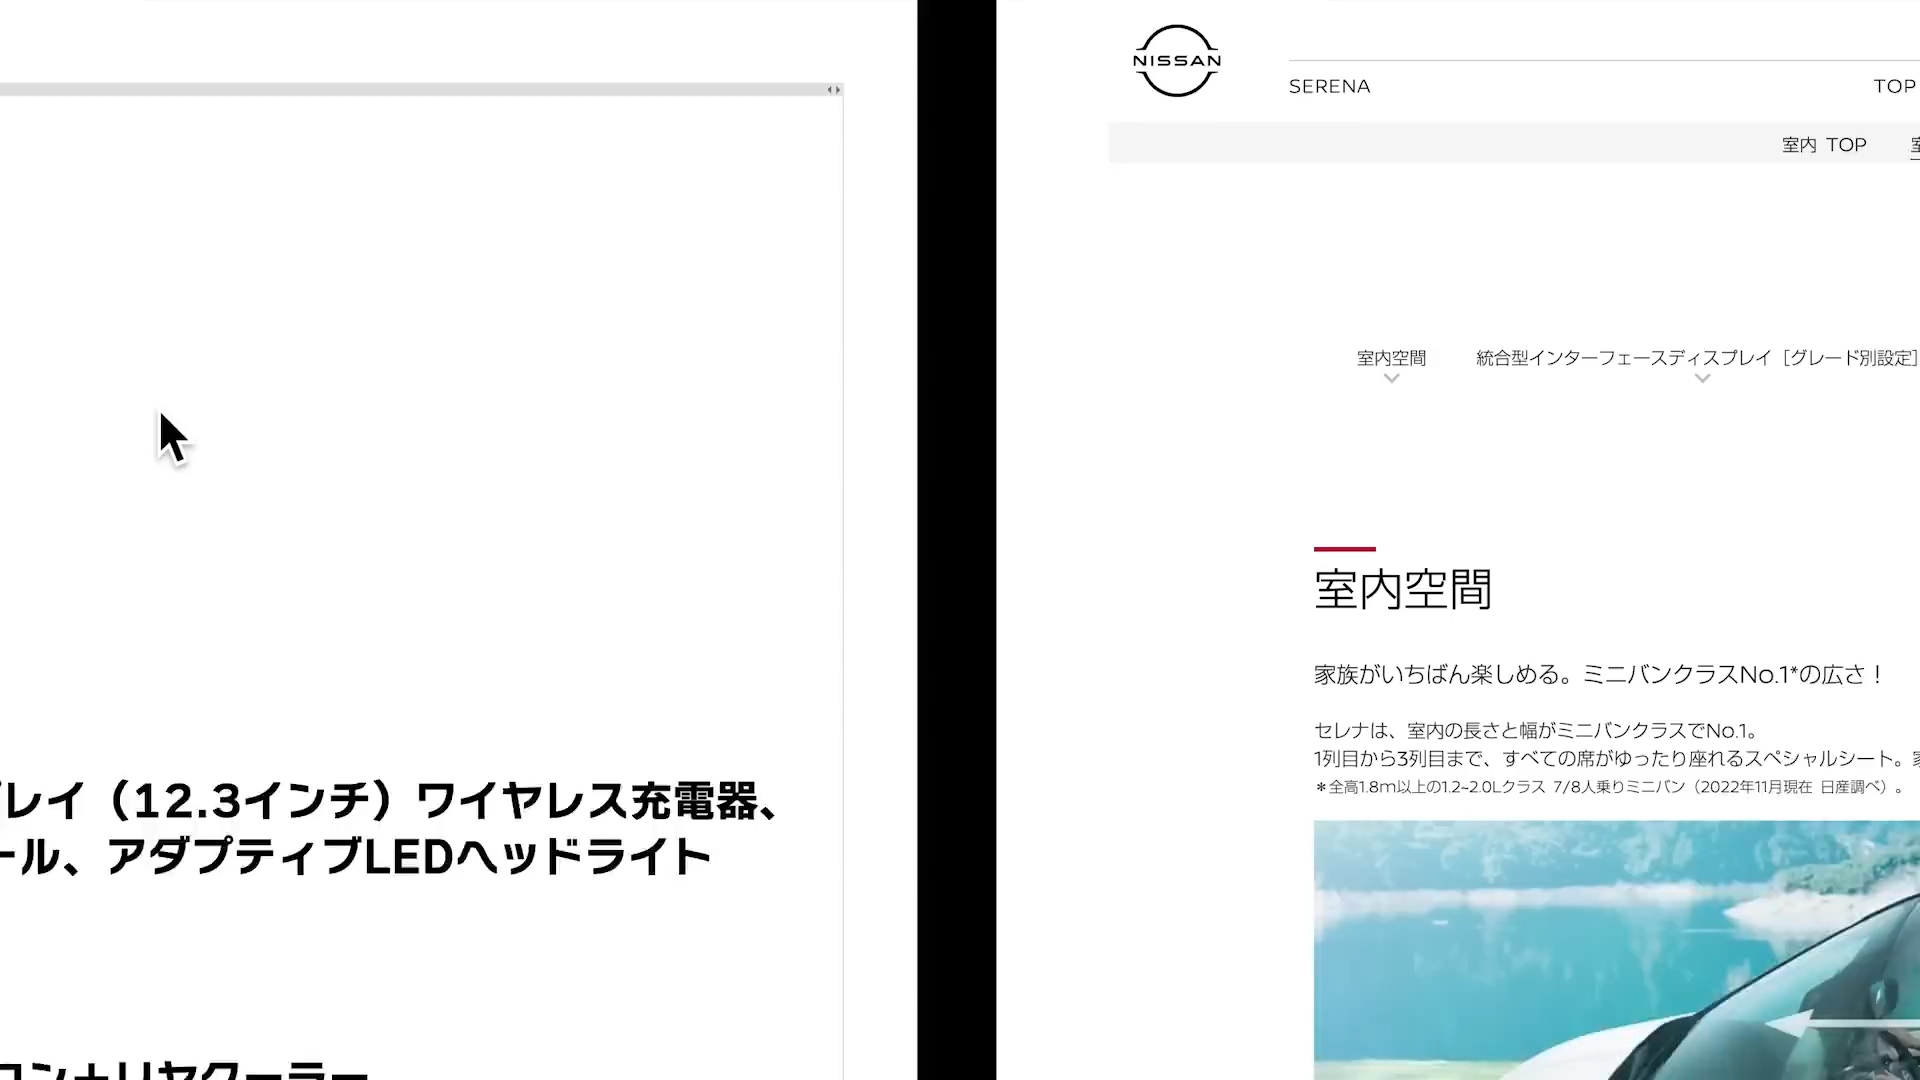 レイ（12.3インチ）ワイヤレス充電器、
ール、アダプティブLEDヘッドライト
NISSAN
SERENA
TOP
室内 TOP
室内空間
統合型インターフェースディスプレイ［グレード別設定］
室内空間
家族がいちばん楽しめる。ミニバンクラスNo.1*の広さ！
セレナは、室内の長さと幅がミニバンクラスでNo.1。
1列目から3列目まで、すべての席がゆったり座れるスペシャルシート。
＊全高1.8m以上の1.2~2.0Lクラス 7/8人乗りミニバン（2022年11月現在 日産調べ）。